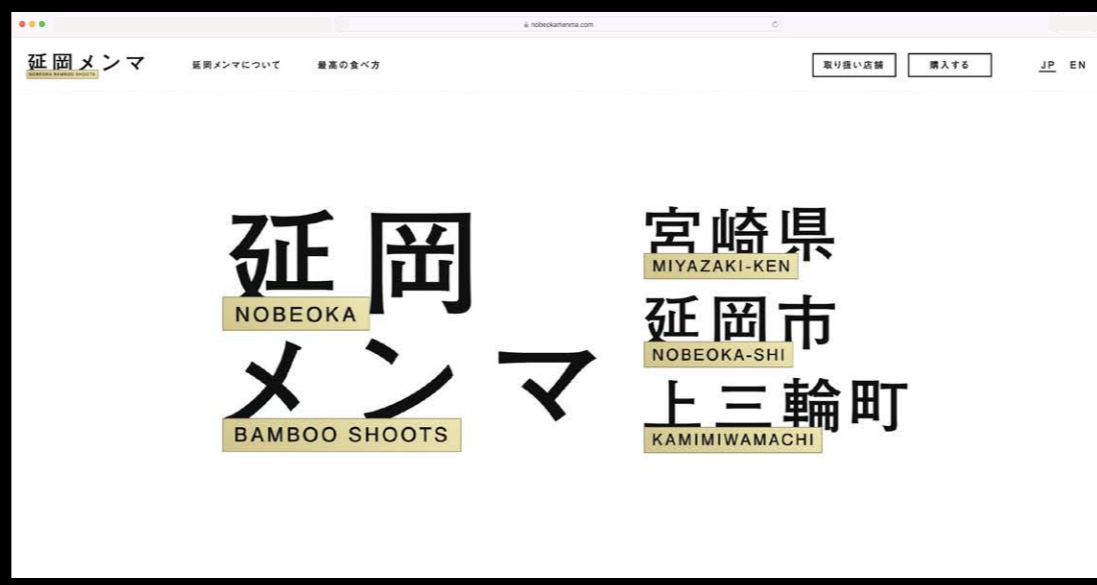 nobeokamenma.com
延岡メンマ
NOBEOKA BAMBOO SHOOTS
延岡メンマについて
最高の食べ方
取り扱い店舗
購入する
JP EN
延岡
NOBEOKA
メンマ
BAMBOO SHOOTS
宮崎県
MIYAZAKI-KEN
延岡市
NOBEOKA-SHI
上三輪町
KAMIMIWAMACHI